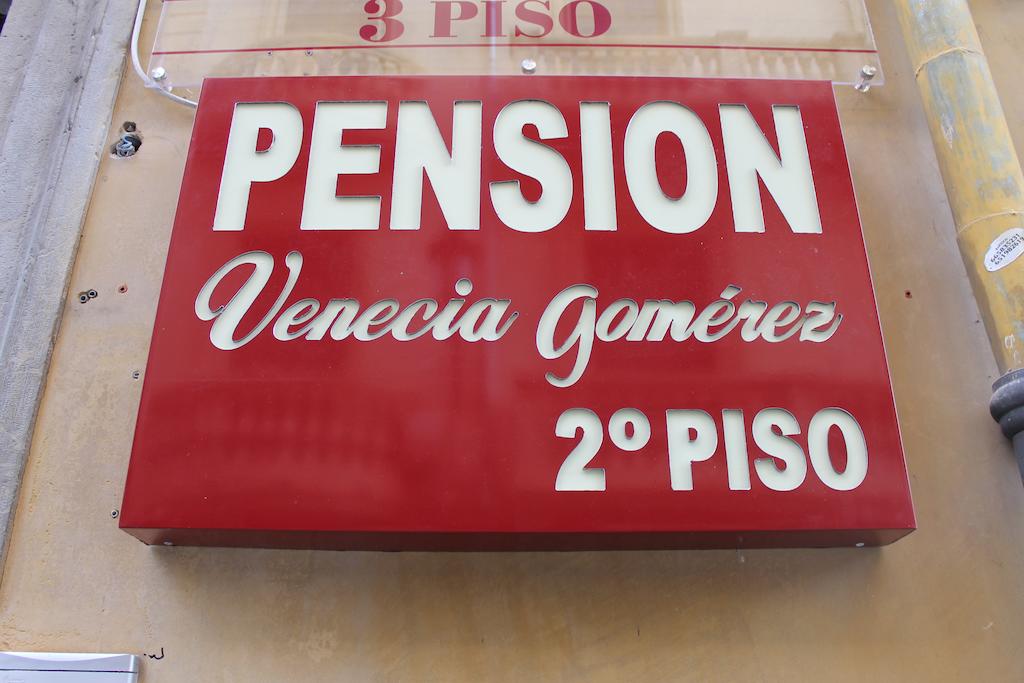 3 PISO
PENSION
Venecia Gomérez
2º PISO